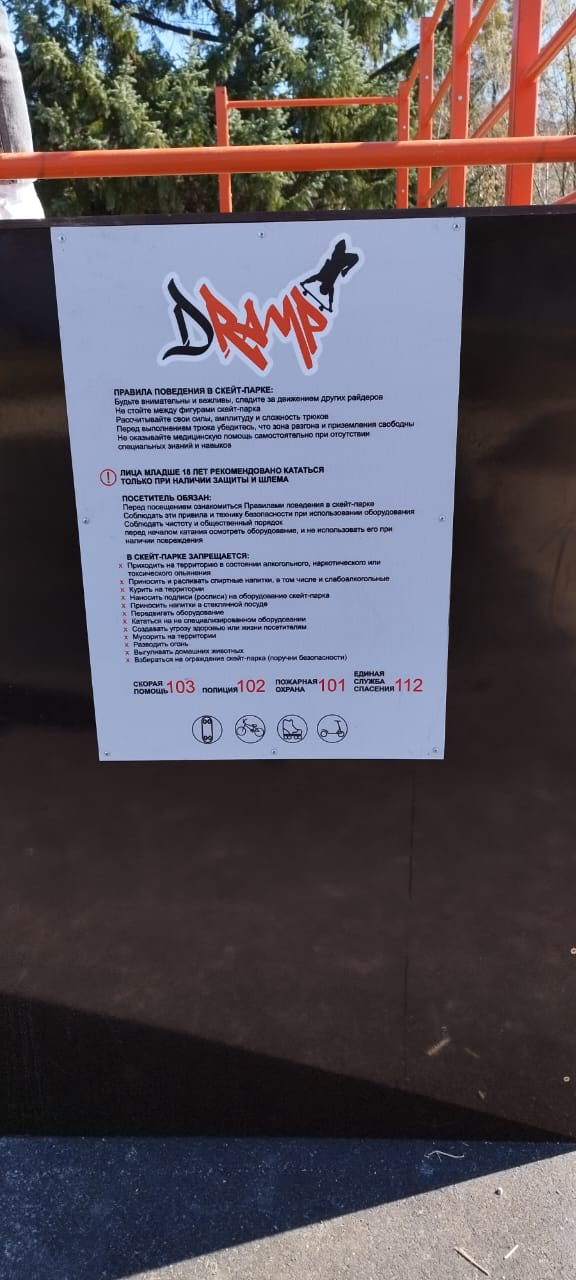 DRamp
ПРАВИЛА ПОВЕДЕНИЯ В СКЕЙТ-ПАРКЕ:
Будьте внимательны и вежливы, следите за движением других райдеров
Не стойте между фигурами скейт-парка
Рассчитывайте свои силы, амплитуду и сложность трюков
Перед выполнением трюка убедитесь, что зона разгона и приземления свободны
Не оказывайте медицинскую помощь самостоятельно при отсутствии
специальных знаний и навыков
! ЛИЦА МЛАДШЕ 18 ЛЕТ РЕКОМЕНДОВАНО КАТАТЬСЯ
ТОЛЬКО ПРИ НАЛИЧИИ ЗАЩИТЫ И ШЛЕМА
ПОСЕТИТЕЛЬ ОБЯЗАН:
Перед посещением ознакомиться Правилами поведения в скейт-парке
Соблюдать эти правила и технику безопасности при использовании оборудования
Соблюдать чистоту и общественный порядок
перед началом катания осмотреть оборудование, и не использовать его при
наличии повреждения
В СКЕЙТ-ПАРКЕ ЗАПРЕЩАЕТСЯ:
х Приходить на территорию в состоянии алкогольного, наркотического или
токсического опьянения
х Приносить и распивать спиртные напитки, в том числе и слабоалкогольные
х Курить на территории
х Наносить подписи (росписи) на оборудование скейт-парка
х Приносить напитки в стеклянной посуде
х Передвигать оборудование
х Кататься на не специализированном оборудовании
х Создавать угрозу здоровью или жизни посетителям
х Мусорить на территории
х Разводить огонь
х Выгуливать домашних животных
х Взбираться на ограждение скейт-парка (поручни безопасности)
СКОРАЯ ПОМОЩЬ 103 ПОЛИЦИЯ 102 ПОЖАРНАЯ ОХРАНА 101 ЕДИНАЯ СЛУЖБА СПАСЕНИЯ 112